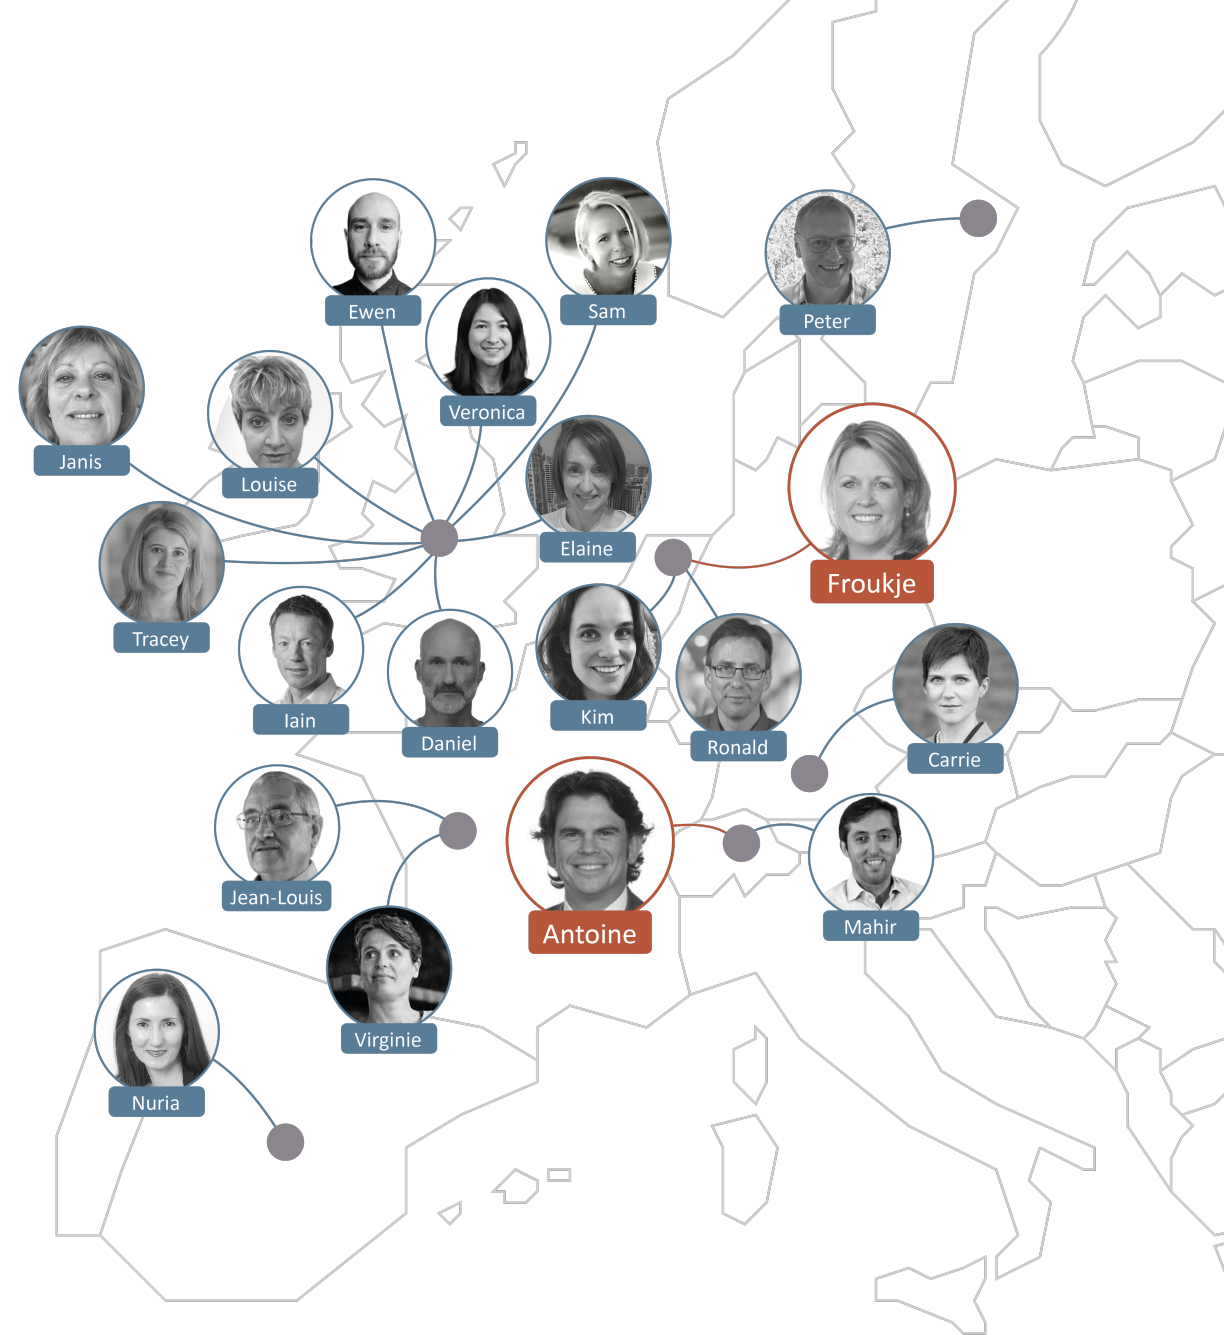 Ewen
Sam
Peter
Veronica
Janis
Louise
Elaine
Froukje
Tracey
Iain
Daniel
Kim
Ronald
Carrie
Jean-Louis
Antoine
Mahir
Virginie
Nuria